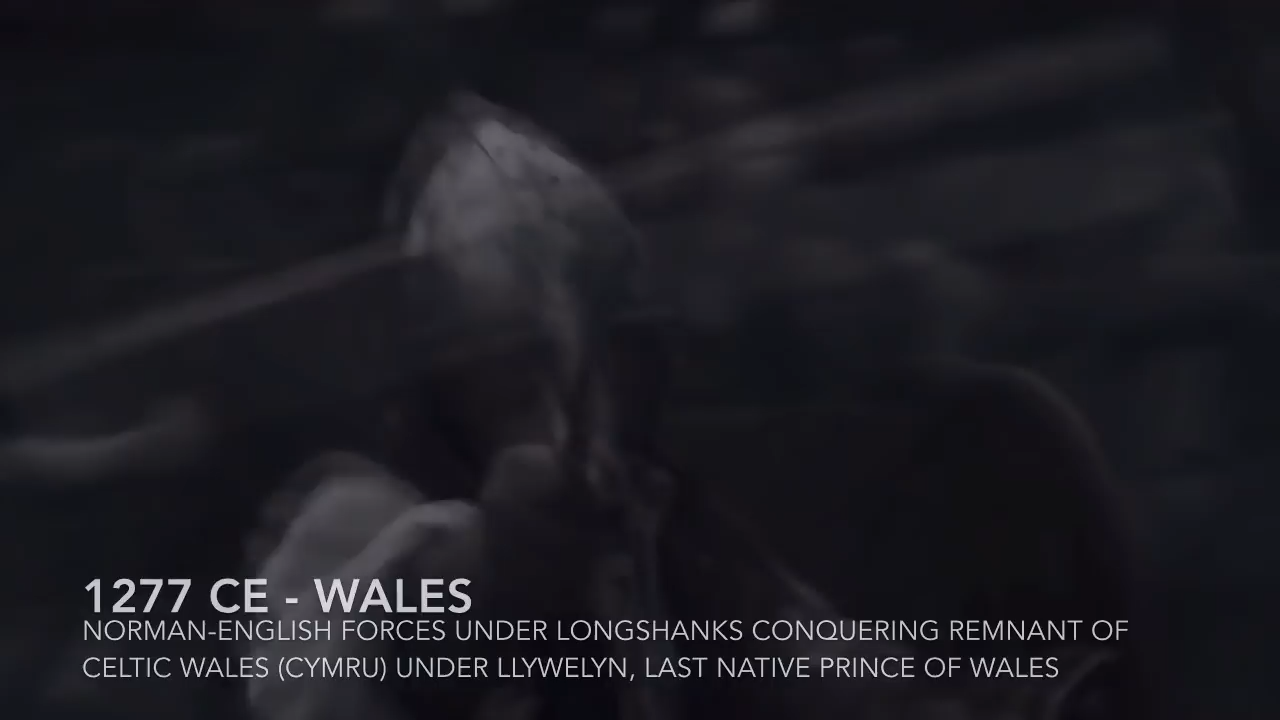 1277 CE - WALES
NORMAN-ENGLISH FORCES UNDER LONGSHANKS CONQUERING REMNANT OF
CELTIC WALES (CYMRU) UNDER LLYWELYN, LAST NATIVE PRINCE OF WALES